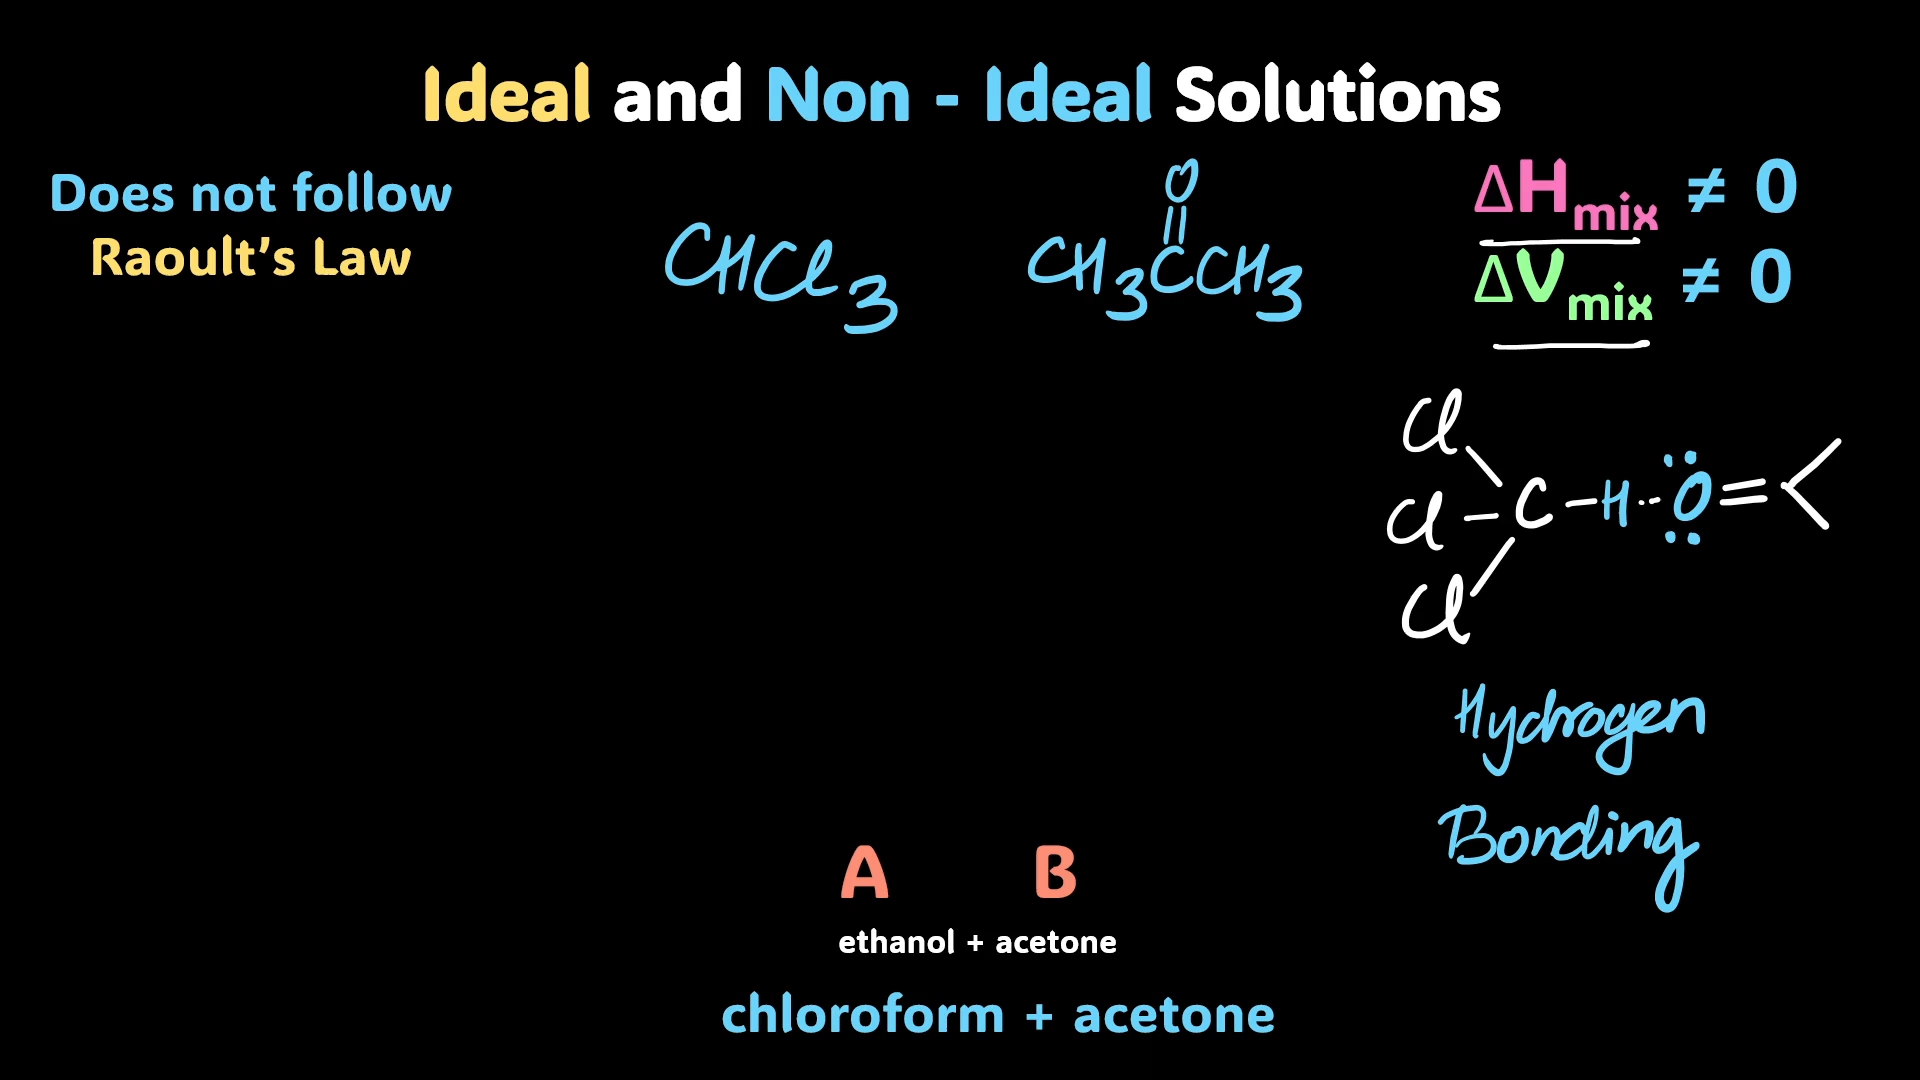 Ideal and Non - Ideal Solutions
Does not follow
Raoult's Law
CHCl3
O
CH3CCH3
ΔHmix ≠ 0
ΔVmix ≠ 0
Cl
Cl - C - H ... O =
Cl
Hydrogen
Bonding
A B
ethanol + acetone
chloroform + acetone